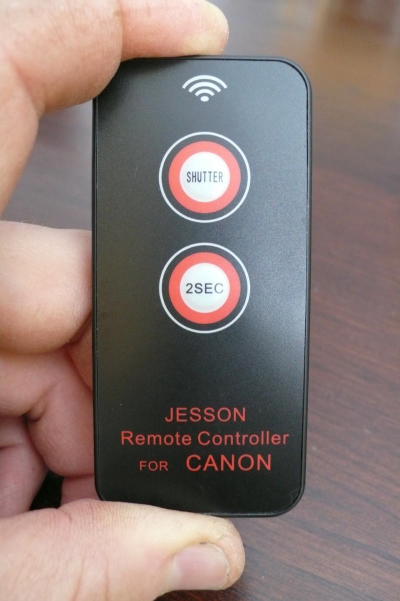 SHUTTER
2SEC
JESSON
Remote Controller
FOR CANON